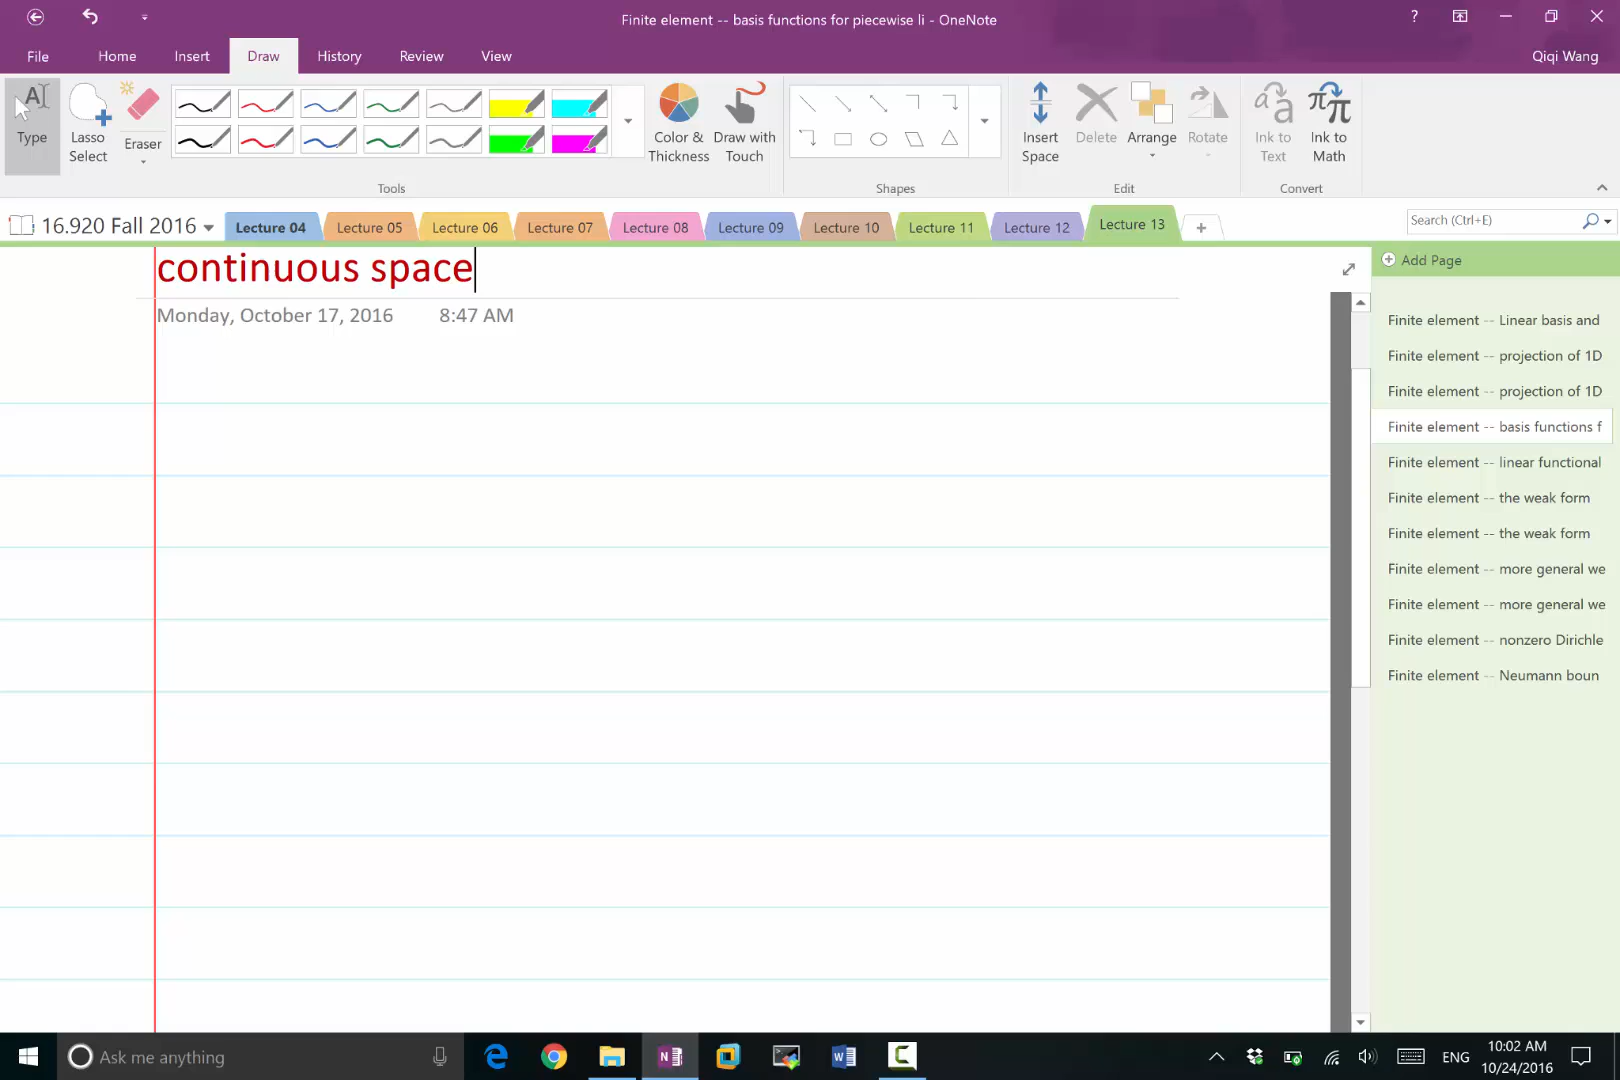 Finite element -- basis functions for piecewise li - OneNote
?
File
Home
Insert
Draw
History
Review
View
Qiqi Wang
Type
Lasso Select
Eraser
Color & Thickness
Draw with Touch
Insert Space
Delete
Arrange
Rotate
Ink to Text
Ink to Math
Tools
Shapes
Edit
Convert
16.920 Fall 2016
Lecture 04
Lecture 05
Lecture 06
Lecture 07
Lecture 08
Lecture 09
Lecture 10
Lecture 11
Lecture 12
Lecture 13
Search (Ctrl+E)
continuous space
Monday, October 17, 2016 8:47 AM
Add Page
Finite element -- Linear basis and
Finite element -- projection of 1D
Finite element -- projection of 1D
Finite element -- basis functions f
Finite element -- linear functional
Finite element -- the weak form
Finite element -- the weak form
Finite element -- more general we
Finite element -- more general we
Finite element -- nonzero Dirichle
Finite element -- Neumann boun
Ask me anything
ENG
10:02 AM
10/24/2016